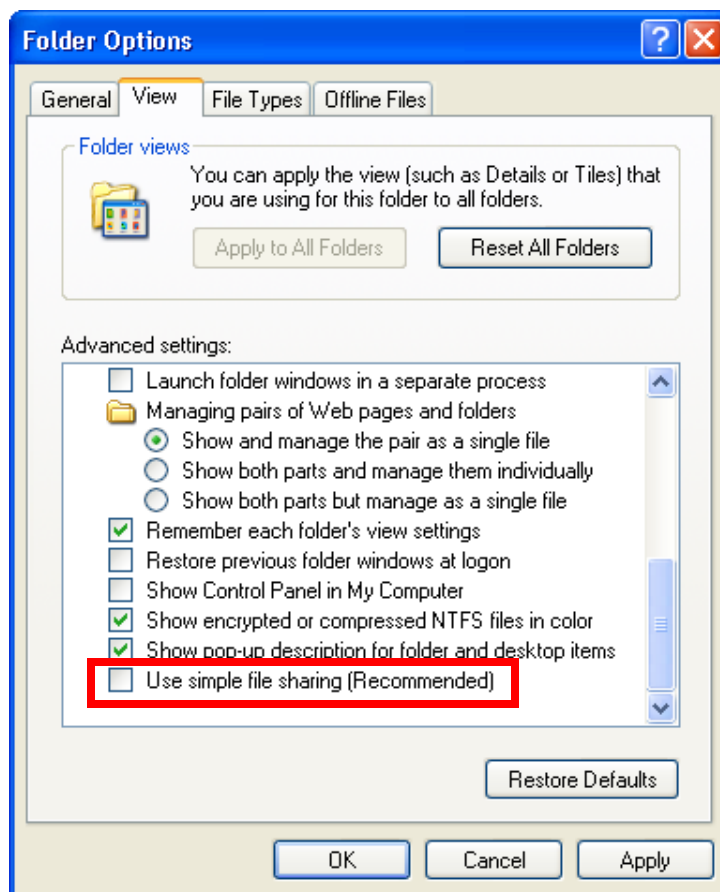 Folder Options
General View File Types Offline Files
Folder views
You can apply the view (such as Details or Tiles) that
you are using for this folder to all folders.
Apply to All Folders Reset All Folders
Advanced settings:
Launch folder windows in a separate process
Managing pairs of Web pages and folders
Show and manage the pair as a single file
Show both parts and manage them individually
Show both parts but manage as a single file
Remember each folder's view settings
Restore previous folder windows at logon
Show Control Panel in My Computer
Show encrypted or compressed NTFS files in color
Show pop-up description for folder and desktop items
Use simple file sharing (Recommended)
Restore Defaults
OK Cancel Apply